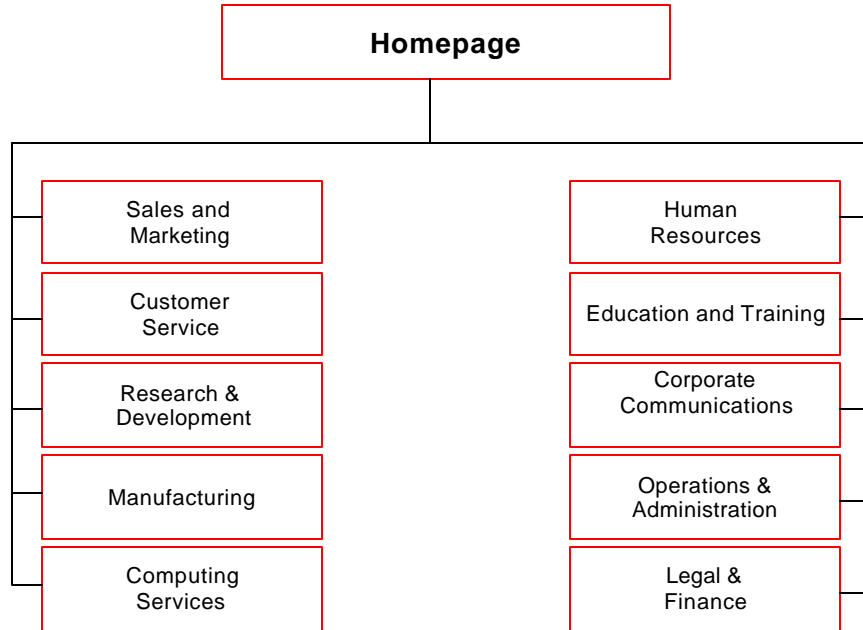 Homepage
Sales and
Marketing
Customer
Service
Research &
Development
Manufacturing
Computing
Services
Human
Resources
Education and Training
Corporate
Communications
Operations &
Administration
Legal &
Finance